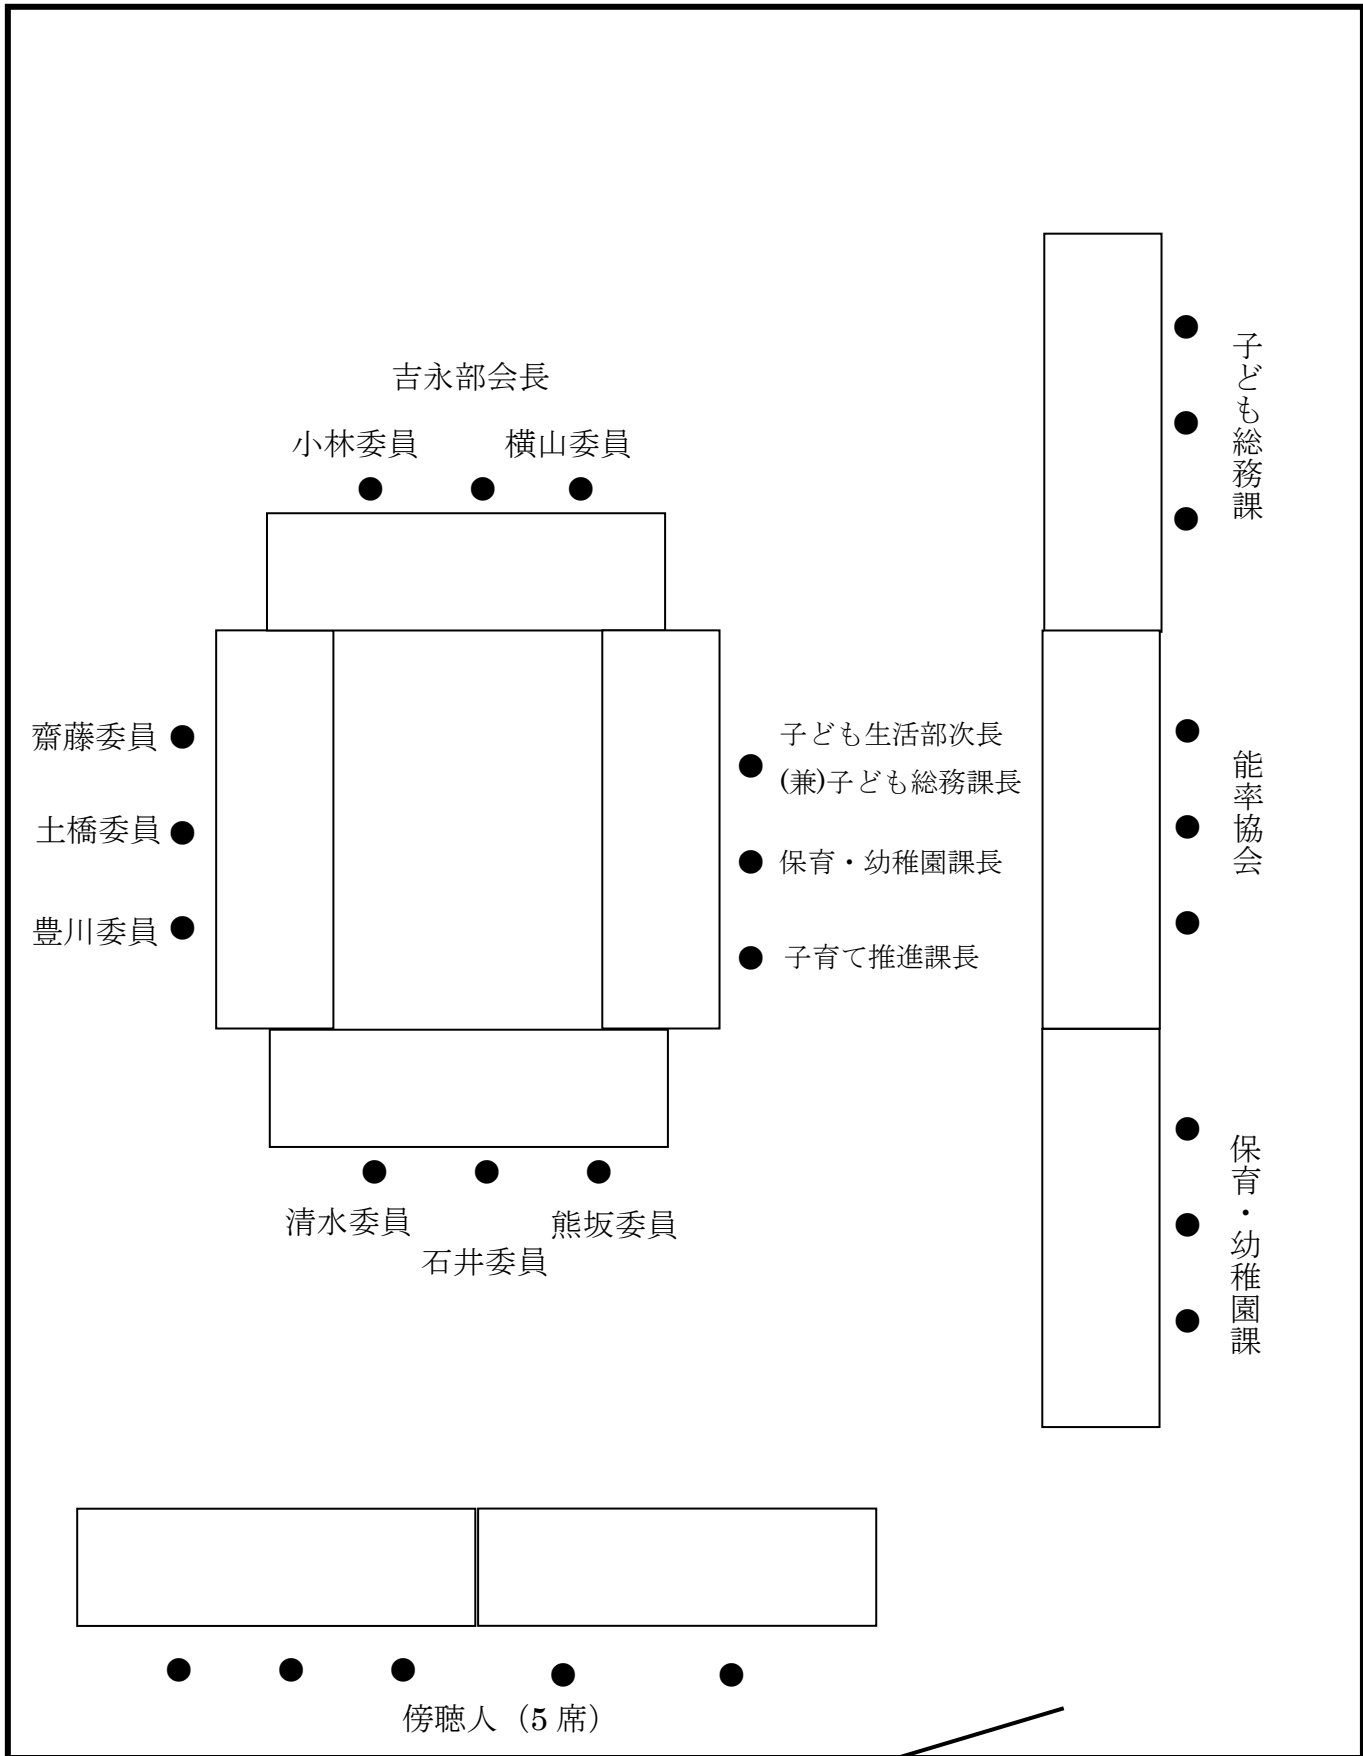 吉永部会長
小林委員
横山委員
子ども総務課
齋藤委員
土橋委員
豊川委員
子ども生活部次長
(兼)子ども総務課長
保育・幼稚園課長
子育て推進課長
能率協会
清水委員
石井委員
熊坂委員
保育・幼稚園課
傍聴人（5 席）